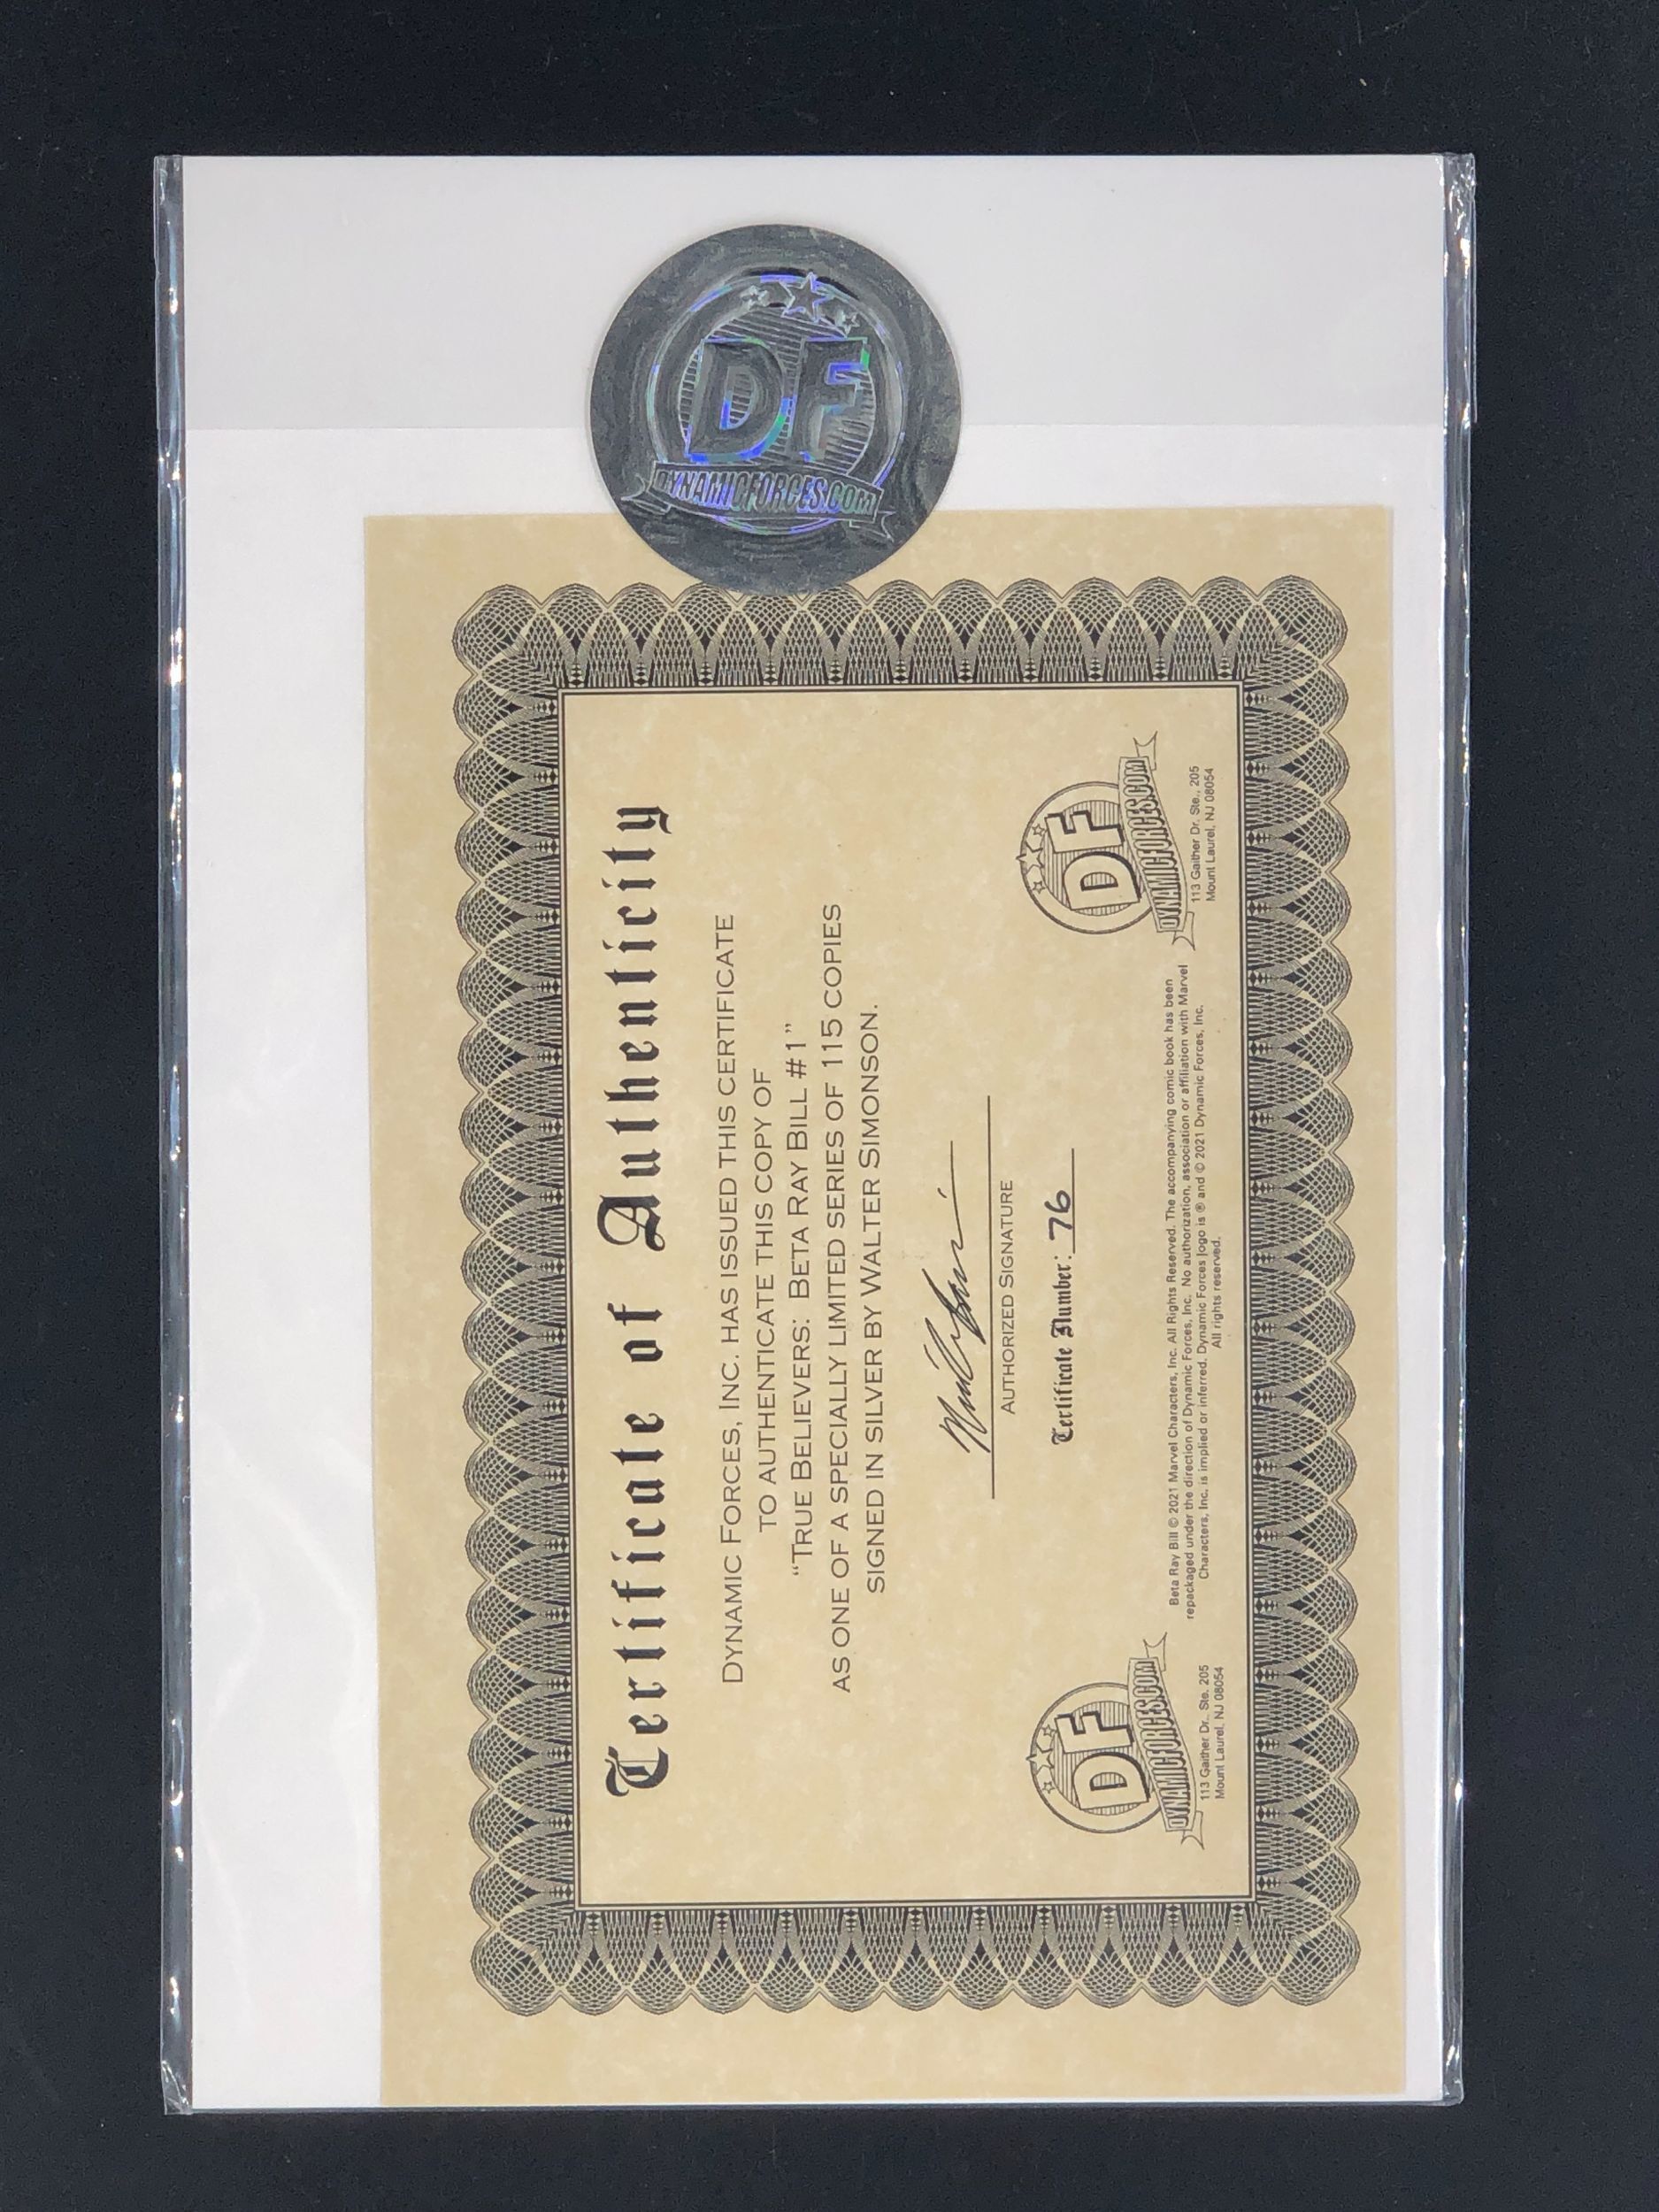 DF
DYNAMICFORCES.COM
Certificate of Authenticity
DYNAMIC FORCES, INC. HAS ISSUED THIS CERTIFICATE
TO AUTHENTICATE THIS COPY OF
“TRUE BELIEVERS: BETA RAY BILL #1”
AS ONE OF A SPECIALLY LIMITED SERIES OF 115 COPIES
SIGNED IN SILVER BY WALTER SIMONSON.
AUTHORIZED SIGNATURE
Certificate Number: 76
DF
DYNAMICFORCES.COM
113 Gaither Dr., Ste. 205
Mount Laurel, NJ 08054
Beta Ray Bill © 2021 Marvel Characters, Inc. All Rights Reserved. The accompanying comic book has been
repackaged under the direction of Dynamic Forces, Inc. No authorization, association or affiliation with Marvel
Characters, Inc. is implied or inferred. Dynamic Forces logo is ® and © 2021 Dynamic Forces, Inc.
All rights reserved.
DF
DYNAMICFORCES.COM
113 Gaither Dr. Ste., 205
Mount Laurel, NJ 08054